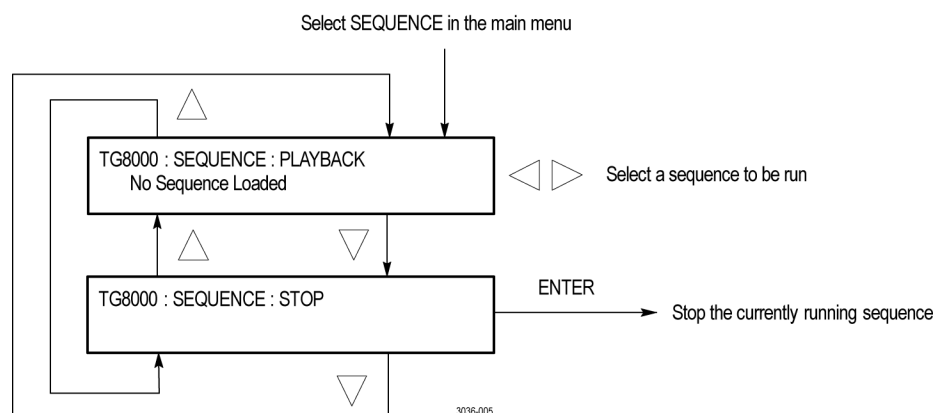 Select SEQUENCE in the main menu
TG8000 : SEQUENCE : PLAYBACK
No Sequence Loaded
Select a sequence to be run
TG8000 : SEQUENCE : STOP
ENTER
Stop the currently running sequence
3036-005